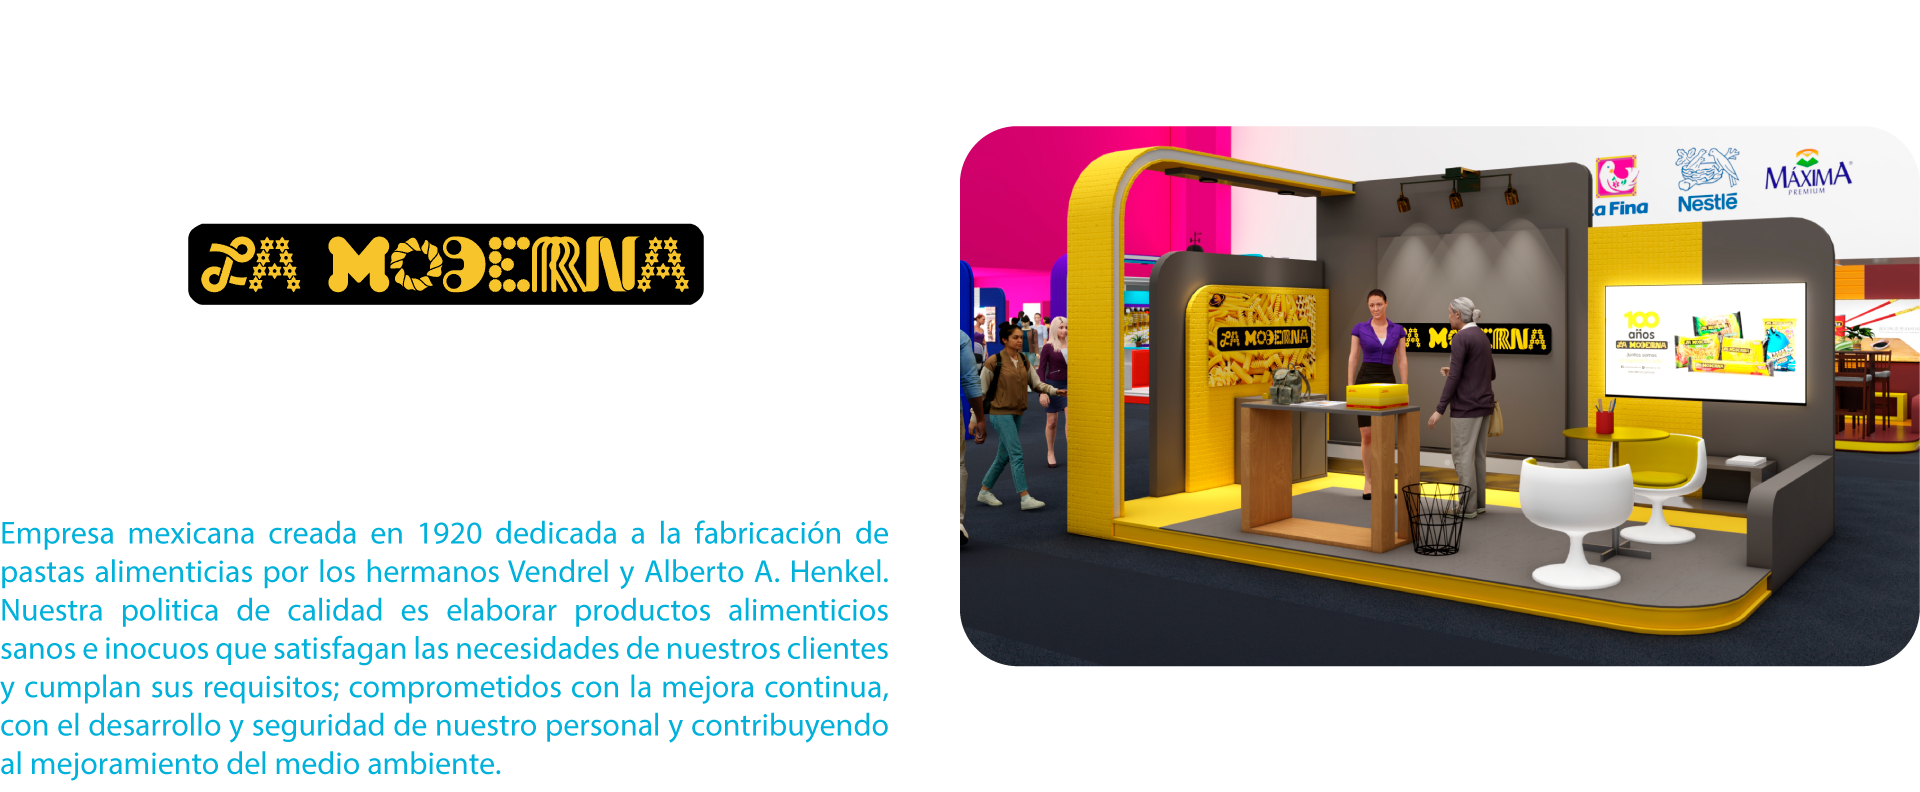 LA MODERNA
Empresa mexicana creada en 1920 dedicada a la fabricación de
pastas alimenticias por los hermanos Vendrel y Alberto A. Henkel.
Nuestra politica de calidad es elaborar productos alimenticios
sanos e inocuos que satisfagan las necesidades de nuestros clientes
y cumplan sus requisitos; comprometidos con la mejora continua,
con el desarrollo y seguridad de nuestro personal y contribuyendo
al mejoramiento del medio ambiente.
La Fina
Nestlé
MÁXIMA
PREMIUM
LA MODERNA
LA MODERNA
100
años
LA MODERNA